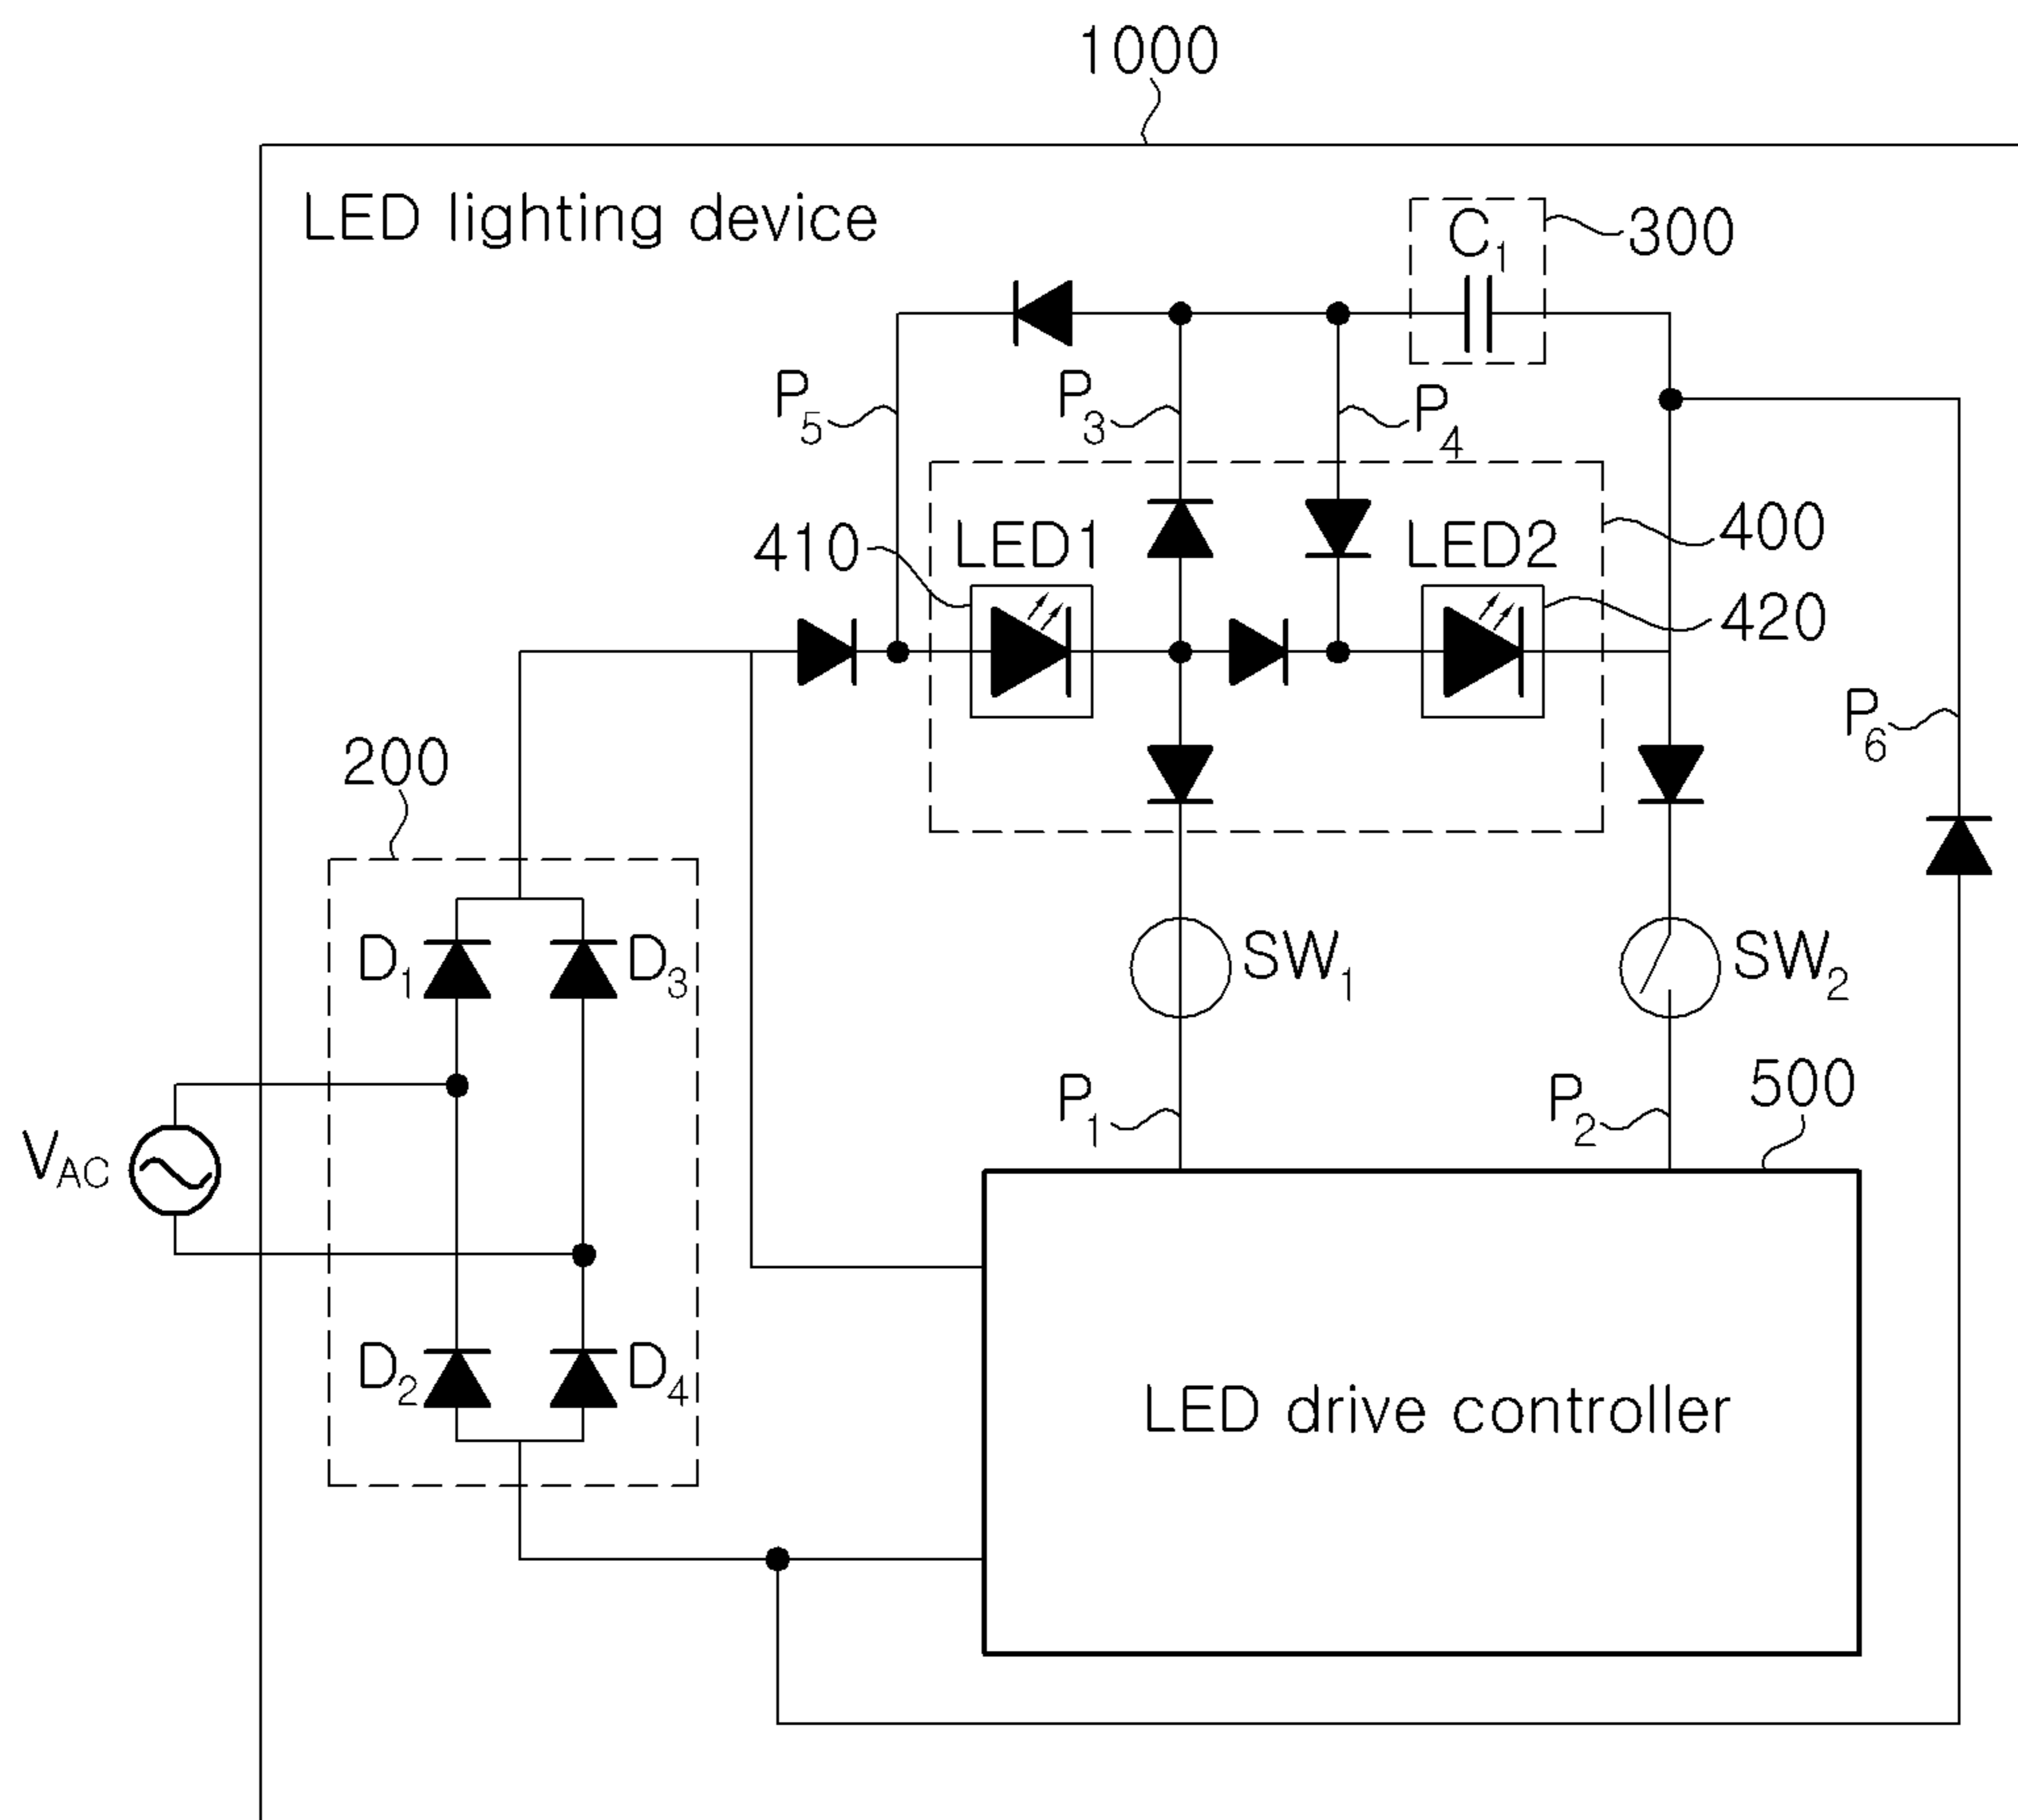 1000
LED lighting device
C1
300
P5
P3
P4
410
LED1
LED2
400
420
P6
200
D1
D3
SW1
SW2
P1
P2
500
VAC
D2
D4
LED drive controller